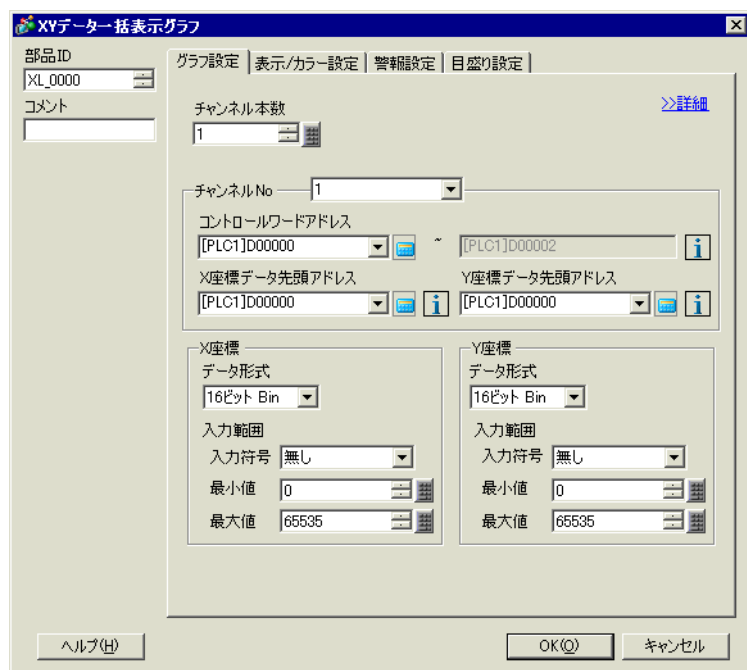 XYデータ一括表示グラフ
部品ID
XL_0000
コメント
グラフ設定 表示/カラー設定 警報設定 目盛り設定
チャンネル本数
1
>>詳細
チャンネルNo 1
コントロールワードアドレス
[PLC1]D00000 ~ [PLC1]D00002
X座標データ先頭アドレス Y座標データ先頭アドレス
[PLC1]D00000 [PLC1]D00000
X座標
データ形式
16ビット Bin
入力範囲
入力符号 無し
最小値 0
最大値 65535
Y座標
データ形式
16ビット Bin
入力範囲
入力符号 無し
最小値 0
最大値 65535
ヘルプ(H) OK(O) キャンセル